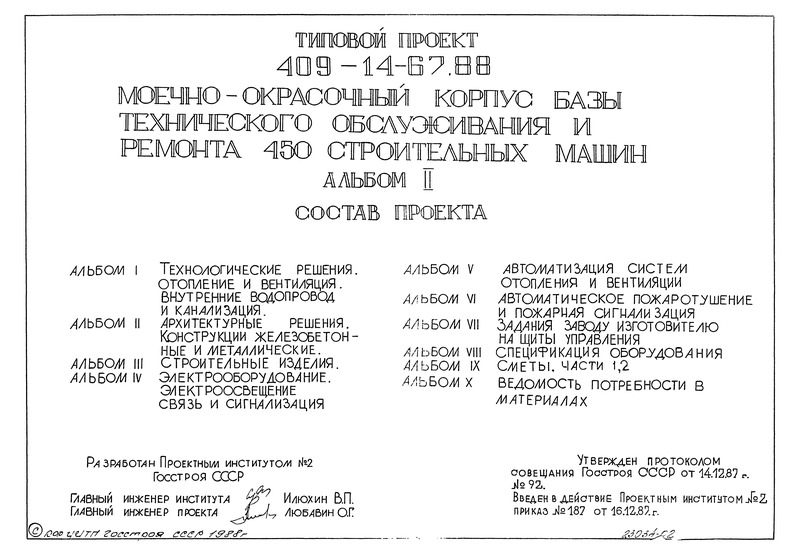 ТИПОВОЙ ПРОЕКТ
409-14-67.88
МОЕЧНО-ОКРАСОЧНЫЙ КОРПУС БАЗЫ
ТЕХНИЧЕСКОГО ОБСЛУЖИВАНИЯ И
РЕМОНТА 450 СТРОИТЕЛЬНЫХ МАШИН
АЛЬБОМ II
СОСТАВ ПРОЕКТА
АЛЬБОМ I ТЕХНОЛОГИЧЕСКИЕ РЕШЕНИЯ.
ОТОПЛЕНИЕ И ВЕНТИЛЯЦИЯ.
ВНУТРЕННИЕ ВОДОПРОВОД
И КАНАЛИЗАЦИЯ.
АЛЬБОМ II АРХИТЕКТУРНЫЕ РЕШЕНИЯ.
КОНСТРУКЦИИ ЖЕЛЕЗОБЕТОН-
НЫЕ И МЕТАЛЛИЧЕСКИЕ.
АЛЬБОМ III СТРОИТЕЛЬНЫЕ ИЗДЕЛИЯ.
АЛЬБОМ IV ЭЛЕКТРООБОРУДОВАНИЕ.
ЭЛЕКТРООСВЕЩЕНИЕ
СВЯЗЬ И СИГНАЛИЗАЦИЯ
АЛЬБОМ V АВТОМАТИЗАЦИЯ СИСТЕМ
ОТОПЛЕНИЯ И ВЕНТИЛЯЦИИ
АЛЬБОМ VI АВТОМАТИЧЕСКОЕ ПОЖАРОТУШЕНИЕ
И ПОЖАРНАЯ СИГНАЛИЗАЦИЯ
АЛЬБОМ VII ЗАДАНИЯ ЗАВОДУ ИЗГОТОВИТЕЛЮ
НА ЩИТЫ УПРАВЛЕНИЯ
АЛЬБОМ VIII СПЕЦИФИКАЦИЯ ОБОРУДОВАНИЯ
АЛЬБОМ IX СМЕТЫ. ЧАСТИ 1,2
АЛЬБОМ X ВЕДОМОСТЬ ПОТРЕБНОСТИ В
МАТЕРИАЛАХ
РАЗРАБОТАН ПРОЕКТНЫМ ИНСТИТУТОМ №2
ГОССТРОЯ СССР
ГЛАВНЫЙ ИНЖЕНЕР ИНСТИТУТА ИЛЮХИН В.П.
ГЛАВНЫЙ ИНЖЕНЕР ПРОЕКТА ЛЮБАВИН О.Г.
УТВЕРЖДЕН ПРОТОКОЛОМ
СОВЕЩАНИЯ ГОССТРОЯ СССР ОТ 14.12.87 г.
№ 92.
ВВЕДЕН В ДЕЙСТВИЕ ПРОЕКТНЫМ ИНСТИТУТОМ №2
ПРИКАЗ № 187 ОТ 16.12.87. г.
© ЦИТП ГОССТРОЯ СССР 1988г